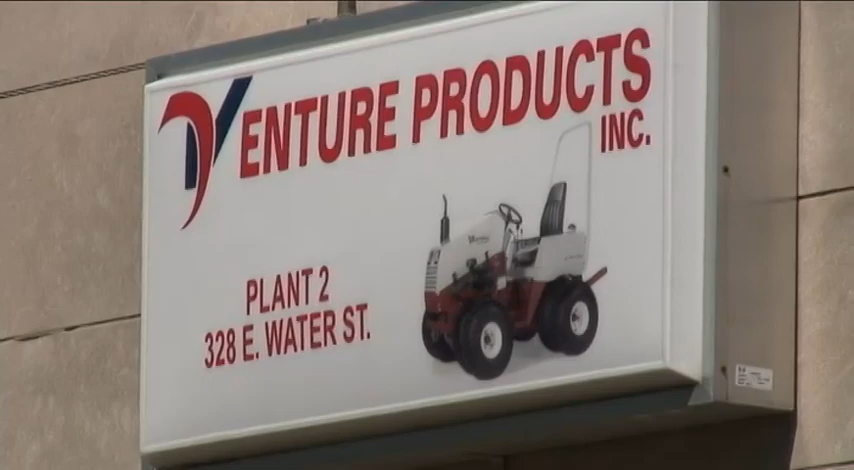 VENTURE PRODUCTS
INC.
PLANT 2
328 E. WATER ST.